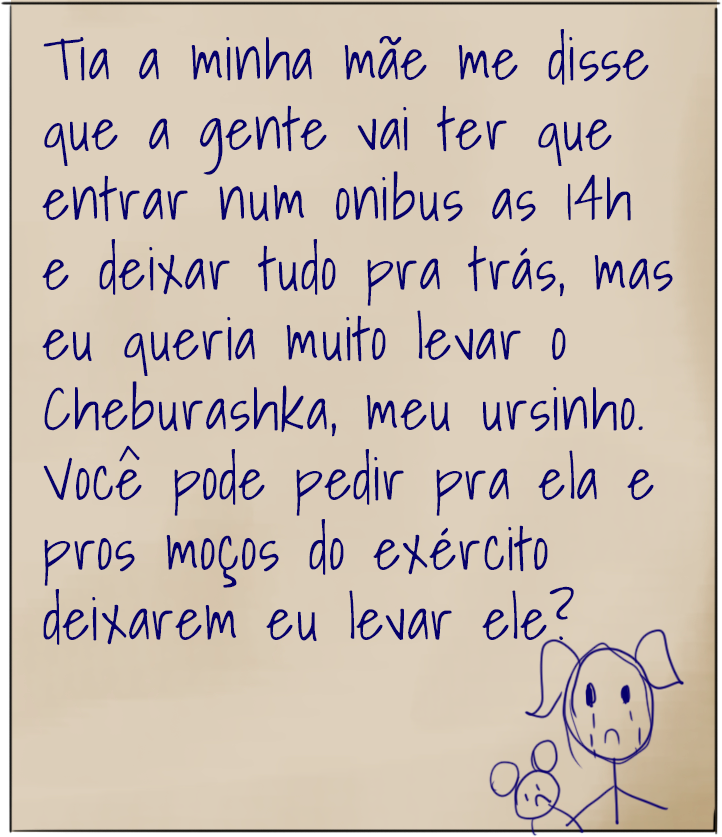 Tia a minha mãe me disse
que a gente vai ter que
entrar num onibus as 14h
e deixar tudo pra trás, mas
eu queria muito levar o
Cheburashka, meu ursinho.
Você pode pedir pra ela e
pros moços do exército
deixarem eu levar ele?